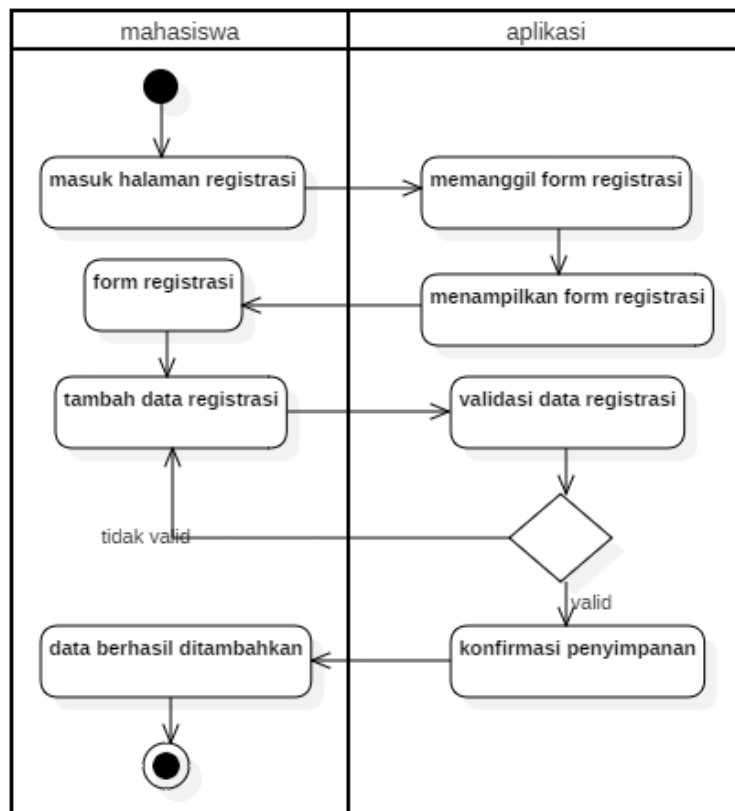 mahasiswa
aplikasi
masuk halaman registrasi
memanggil form registrasi
form registrasi
menampilkan form registrasi
tambah data registrasi
validasi data registrasi
tidak valid
valid
data berhasil ditambahkan
konfirmasi penyimpanan